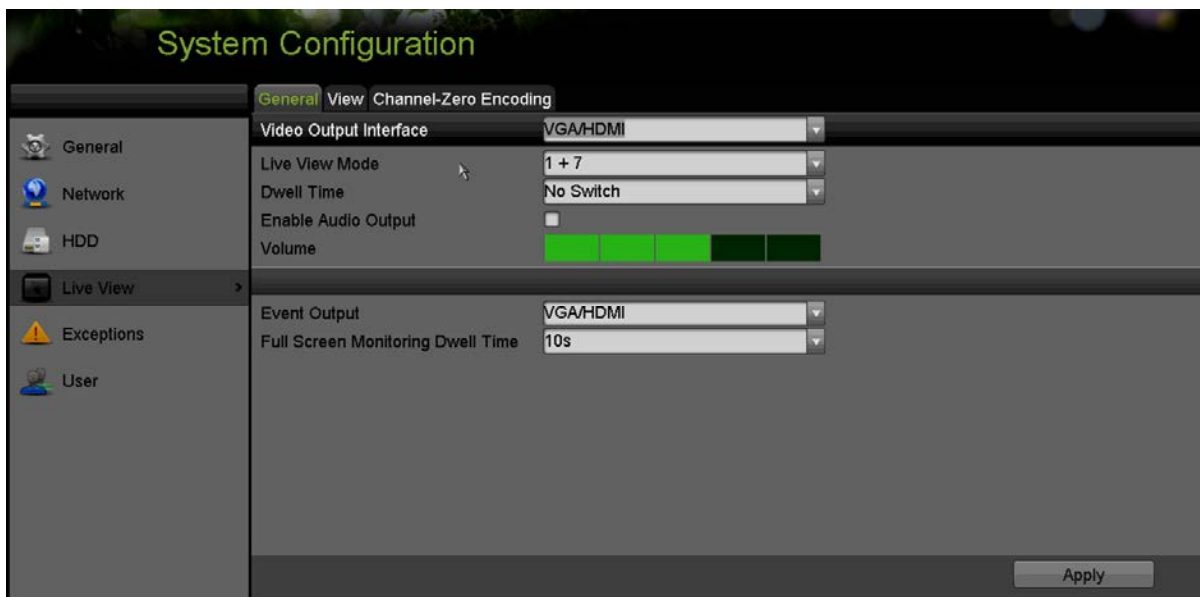 System Configuration
General
Network
HDD
Live View >
Exceptions
User
General View Channel-Zero Encoding
Video Output Interface VGA/HDMI
Live View Mode 1 + 7
Dwell Time No Switch
Enable Audio Output
Volume
Event Output VGA/HDMI
Full Screen Monitoring Dwell Time 10s
Apply